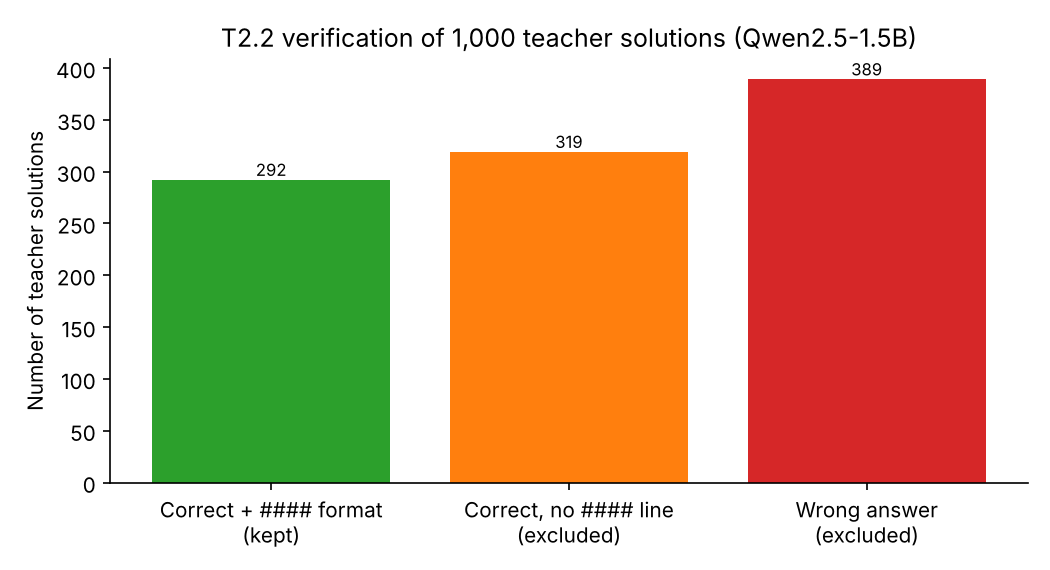 T2.2 verification of 1,000 teacher solutions (Qwen2.5-1.5B)
Number of teacher solutions
400
350
300
250
200
150
100
50
0
292
319
389
Correct + #### format
(kept)
Correct, no #### line
(excluded)
Wrong answer
(excluded)